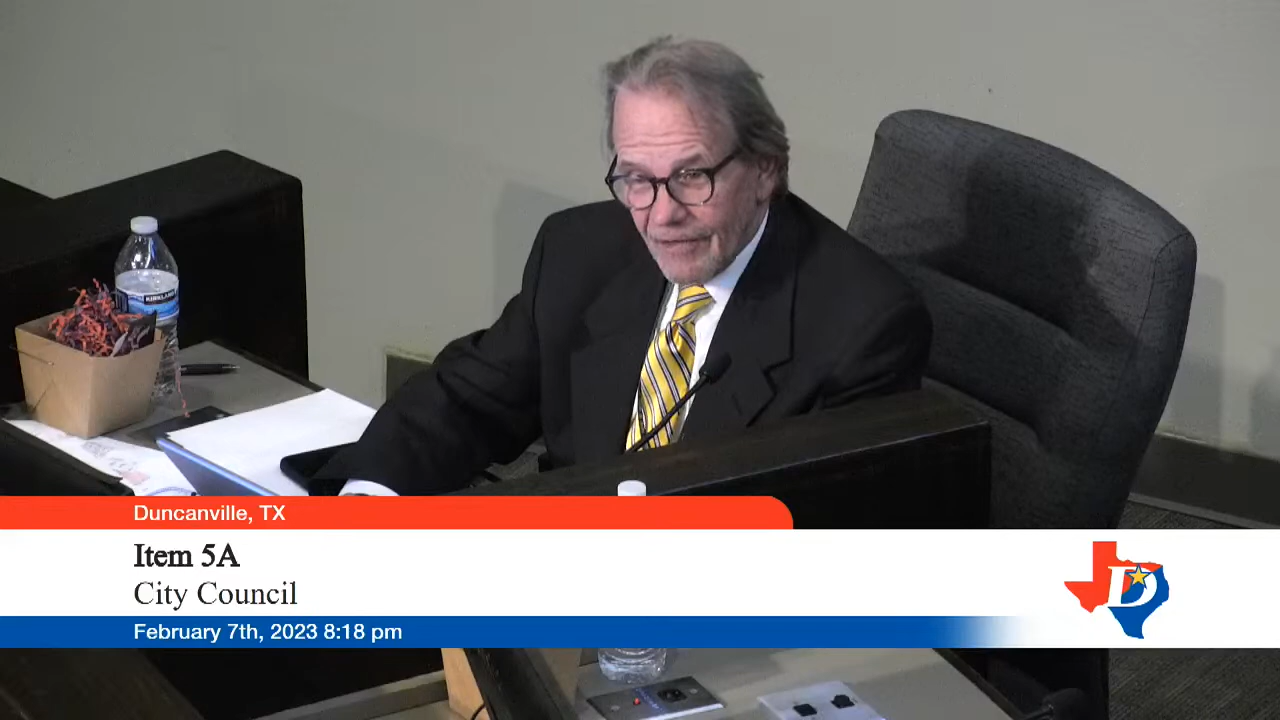 KIRKLAND
Duncanville, TX
Item 5A
City Council
D
February 7th, 2023 8:18 pm